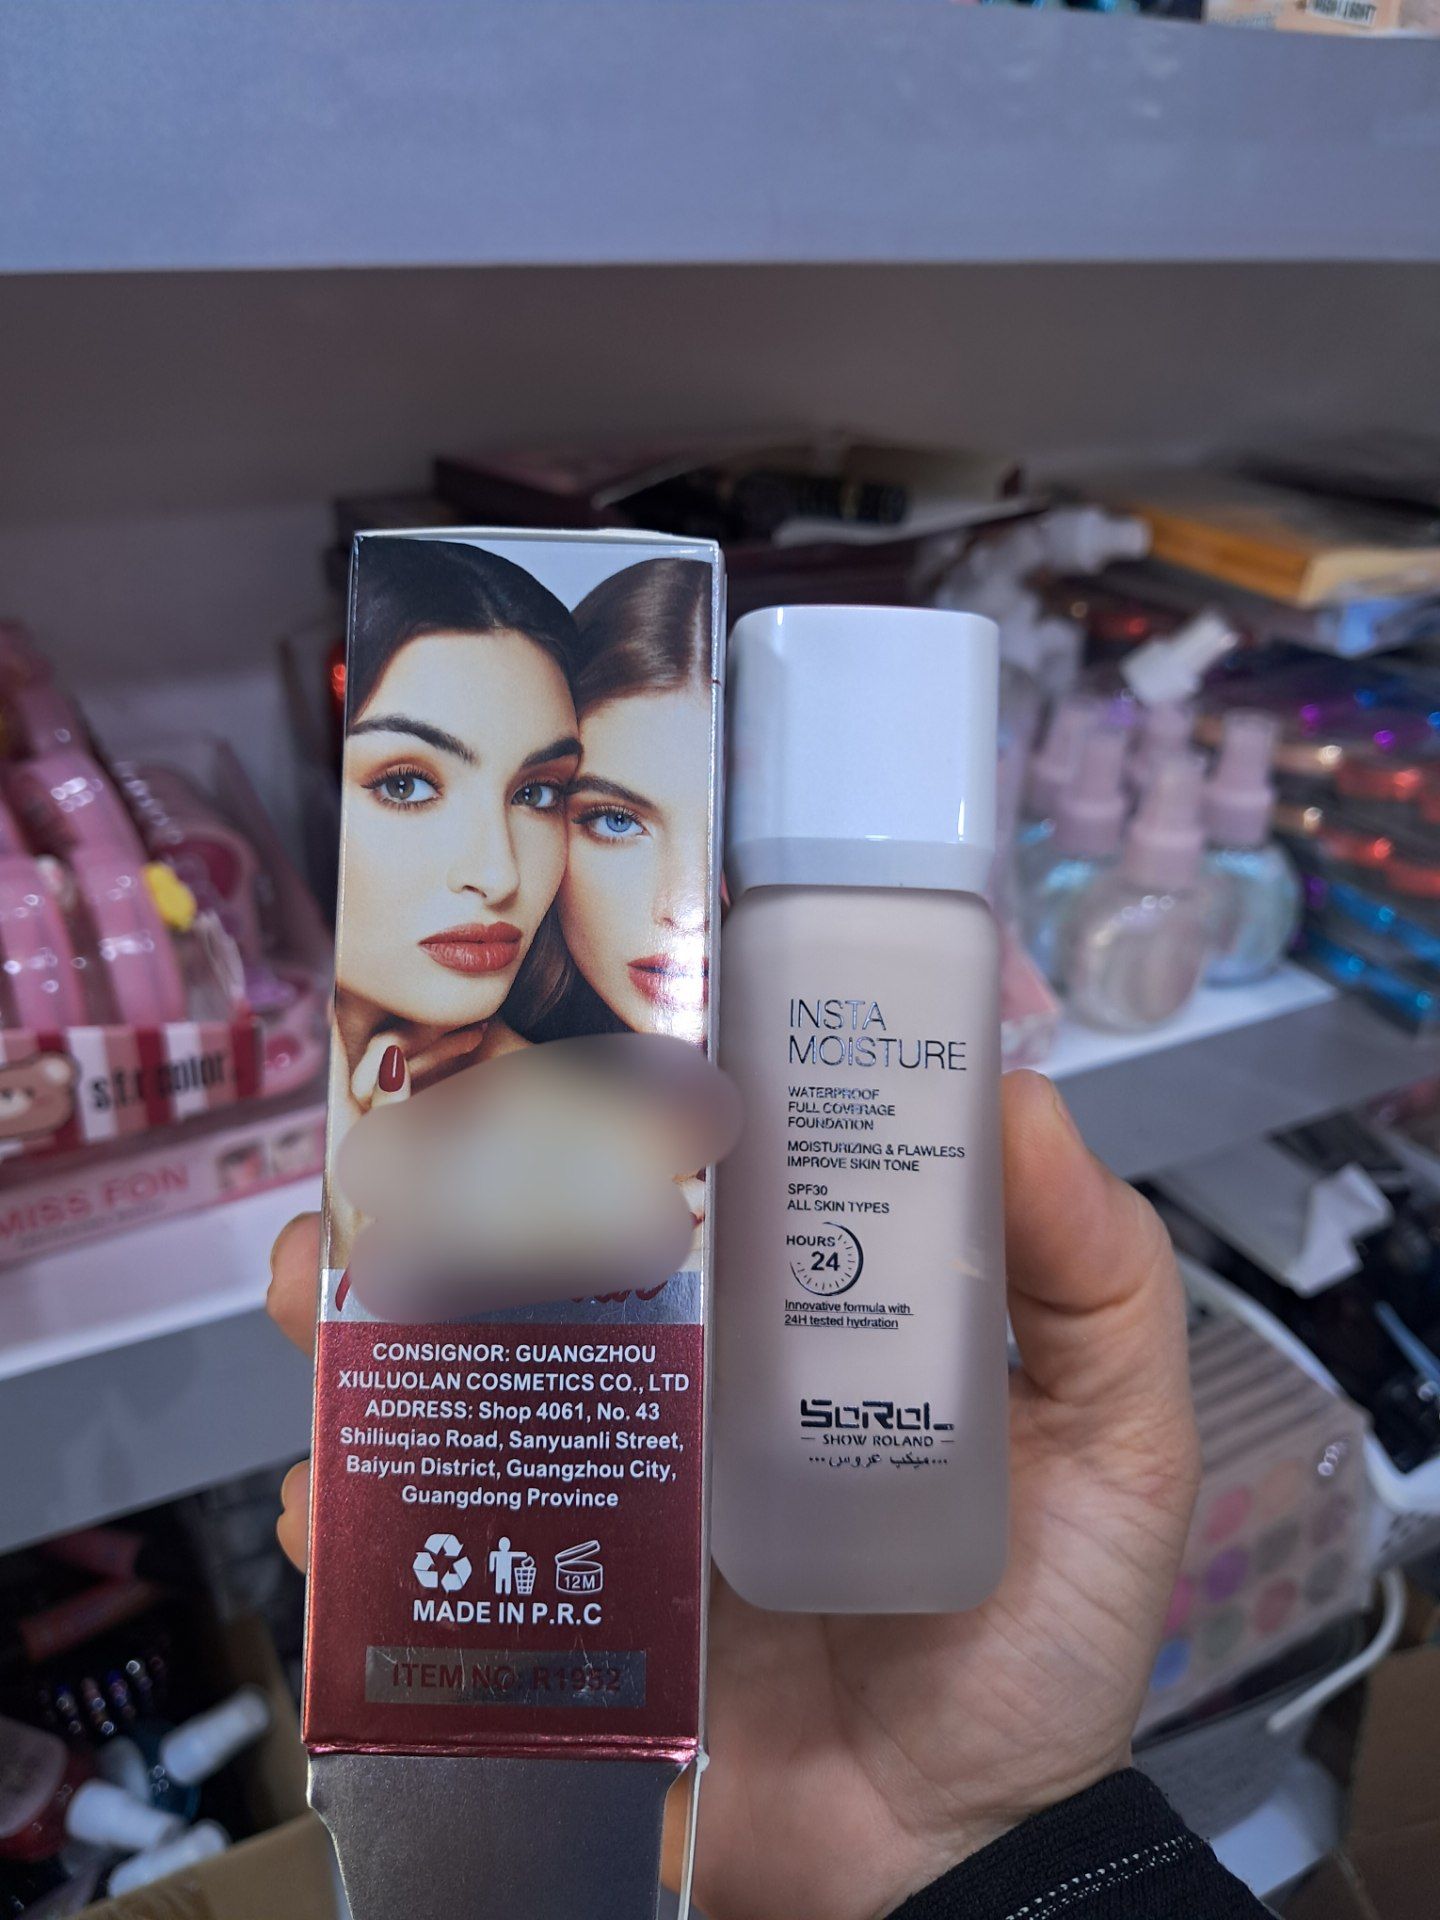 s.f.r color.
MISS FON
CONSIGNOR: GUANGZHOU
XIULUOLAN COSMETICS CO., LTD
ADDRESS: Shop 4061, No. 43
Shiliuqiao Road, Sanyuanli Street,
Baiyun District, Guangzhou City,
Guangdong Province
12M
MADE IN P.R.C
ITEM NO: R1952
INSTA
MOISTURE
WATERPROOF
FULL COVERAGE
FOUNDATION
MOISTURIZING & FLAWLESS
IMPROVE SKIN TONE
SPF30
ALL SKIN TYPES
HOURS
24
Innovative formula with
24H tested hydration
SoRoL
— SHOW ROLAND —
...میکب عروس...